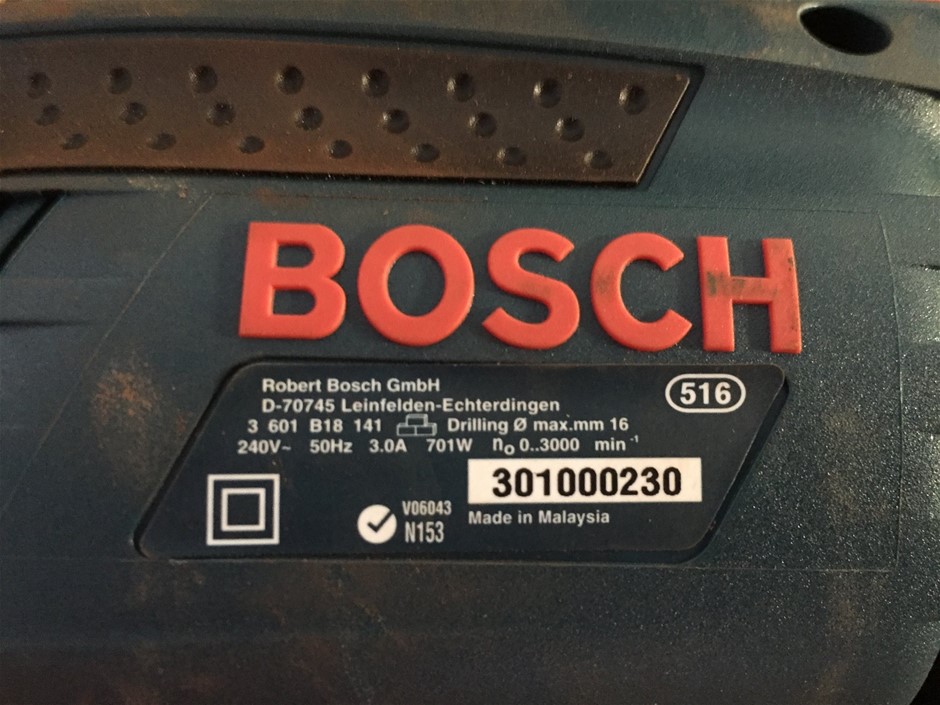 BOSCH
Robert Bosch GmbH
516
D-70745 Leinfelden-Echterdingen
3 601 B18 141 Drilling Ø max.mm 16
240V~ 50Hz 3.0A 701W n₀ 0..3000 min⁻¹
301000230
V06043
N153
Made in Malaysia